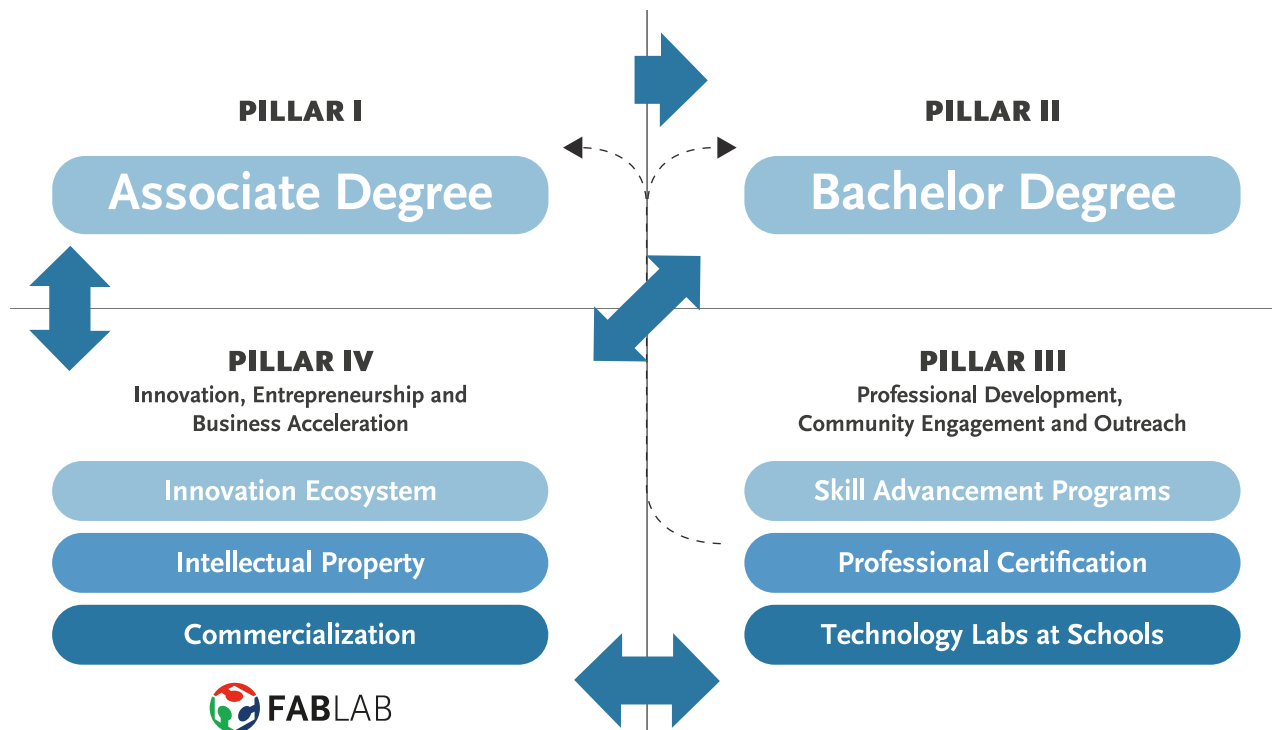 PILLAR I
Associate Degree
PILLAR II
Bachelor Degree
PILLAR IV
Innovation, Entrepreneurship and
Business Acceleration
Innovation Ecosystem
Intellectual Property
Commercialization
FABLAB
PILLAR III
Professional Development,
Community Engagement and Outreach
Skill Advancement Programs
Professional Certification
Technology Labs at Schools